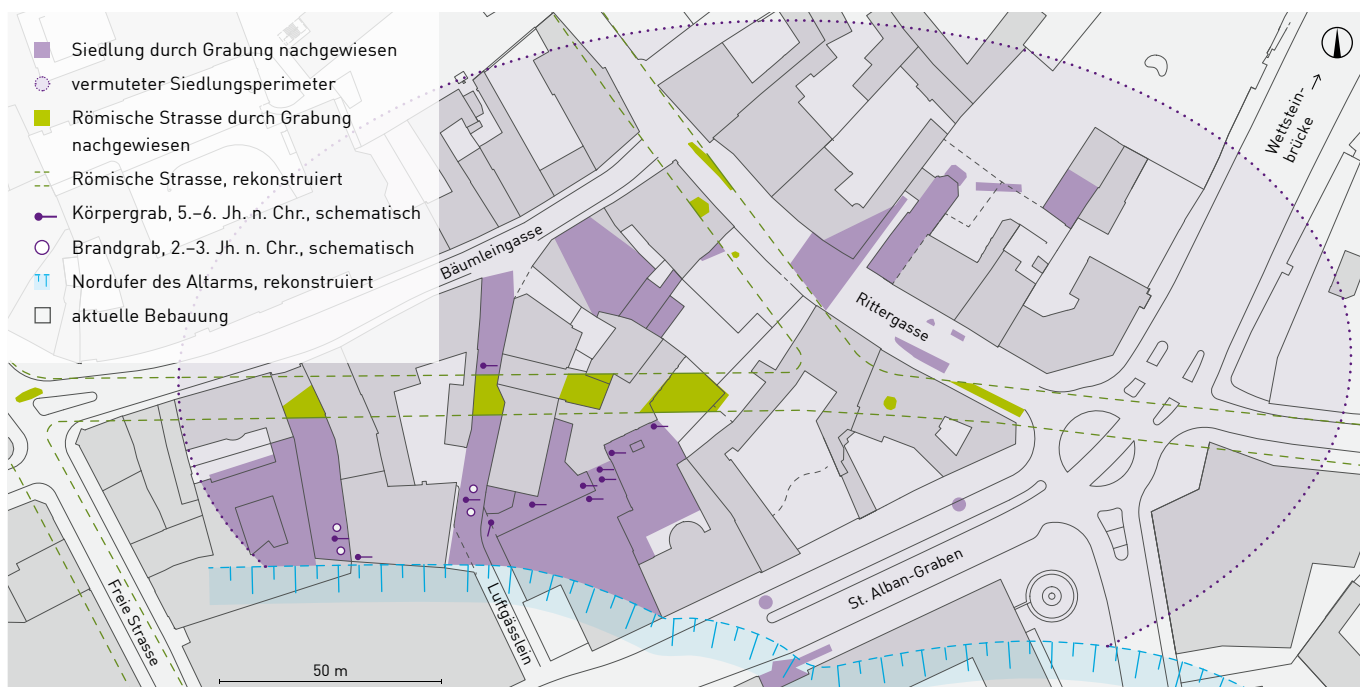 Siedlung durch Grabung nachgewiesen
vermuteter Siedlungsperimeter
Römische Strasse durch Grabung
nachgewiesen
Römische Strasse, rekonstruiert
Körpergrab, 5.–6. Jh. n. Chr., schematisch
Brandgrab, 2.–3. Jh. n. Chr., schematisch
Nordufer des Altarms, rekonstruiert
aktuelle Bebauung
Wettstein-
brücke
Bäumleingasse
Rittergasse
St. Alban-Graben
Luftgässlein
Freie Strasse
50 m